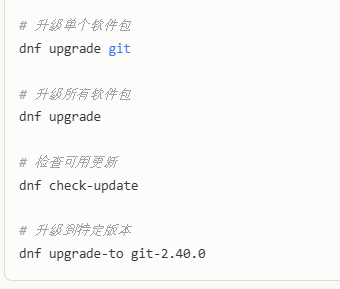 # 升级单个软件包
dnf upgrade git
# 升级所有软件包
dnf upgrade
# 检查可用更新
dnf check-update
# 升级到特定版本
dnf upgrade-to git-2.40.0